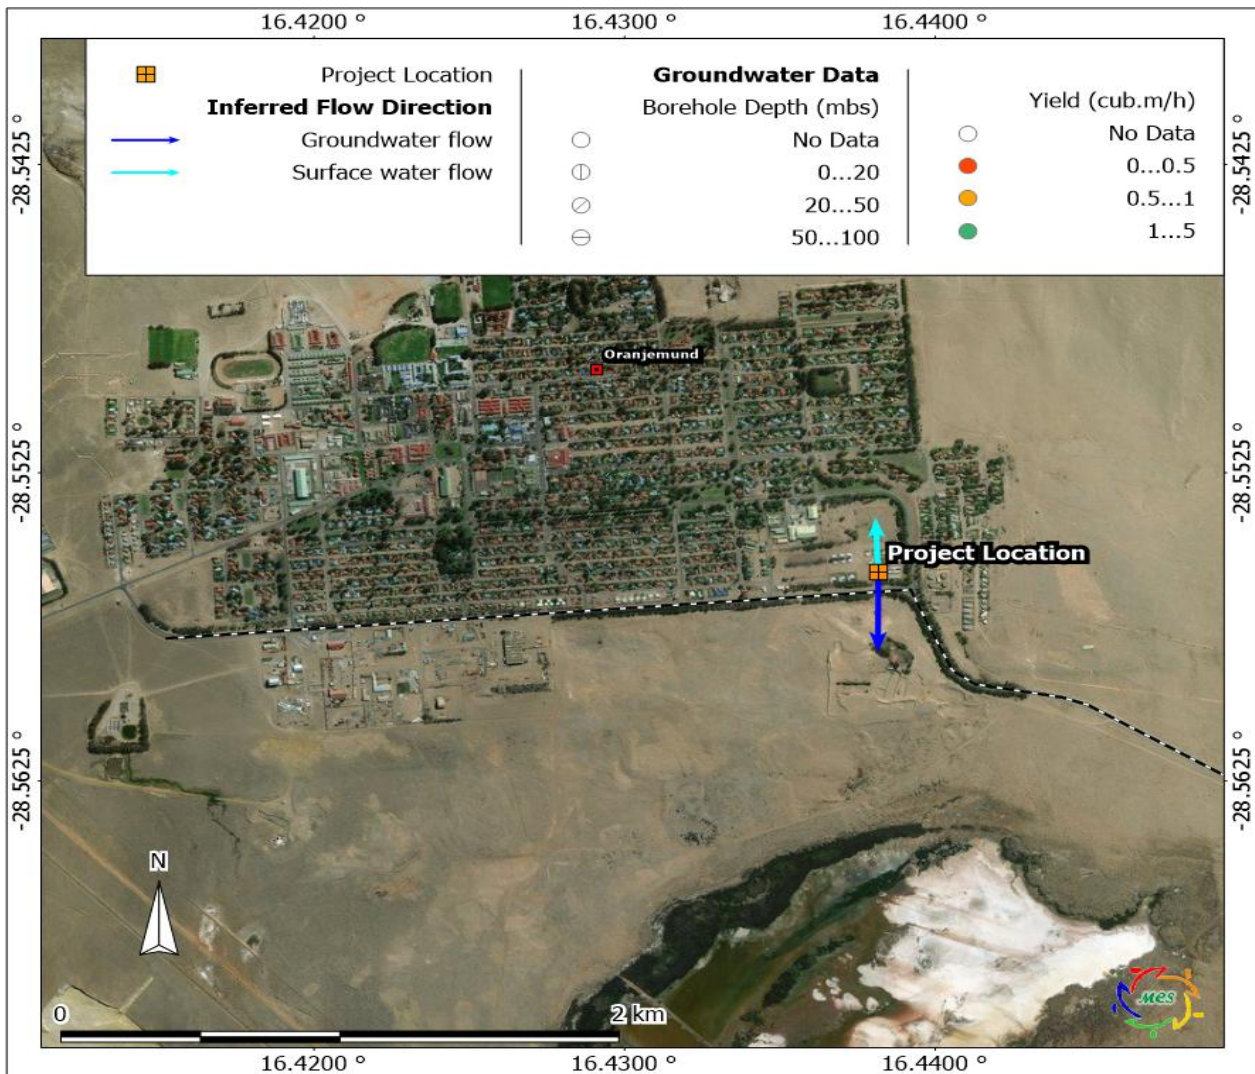 16.4200 ° 16.4300 ° 16.4400 °
Project Location
Inferred Flow Direction
Groundwater flow
Surface water flow
Groundwater Data
Borehole Depth (mbs)
No Data
0...20
20...50
50...100
Yield (cub.m/h)
No Data
0...0.5
0.5...1
1...5
-28.5425 °
-28.5425 °
Oranjemund
-28.5525 °
-28.5525 °
Project Location
-28.5625 °
-28.5625 °
N
0 2 km
MES
16.4200 ° 16.4300 ° 16.4400 °